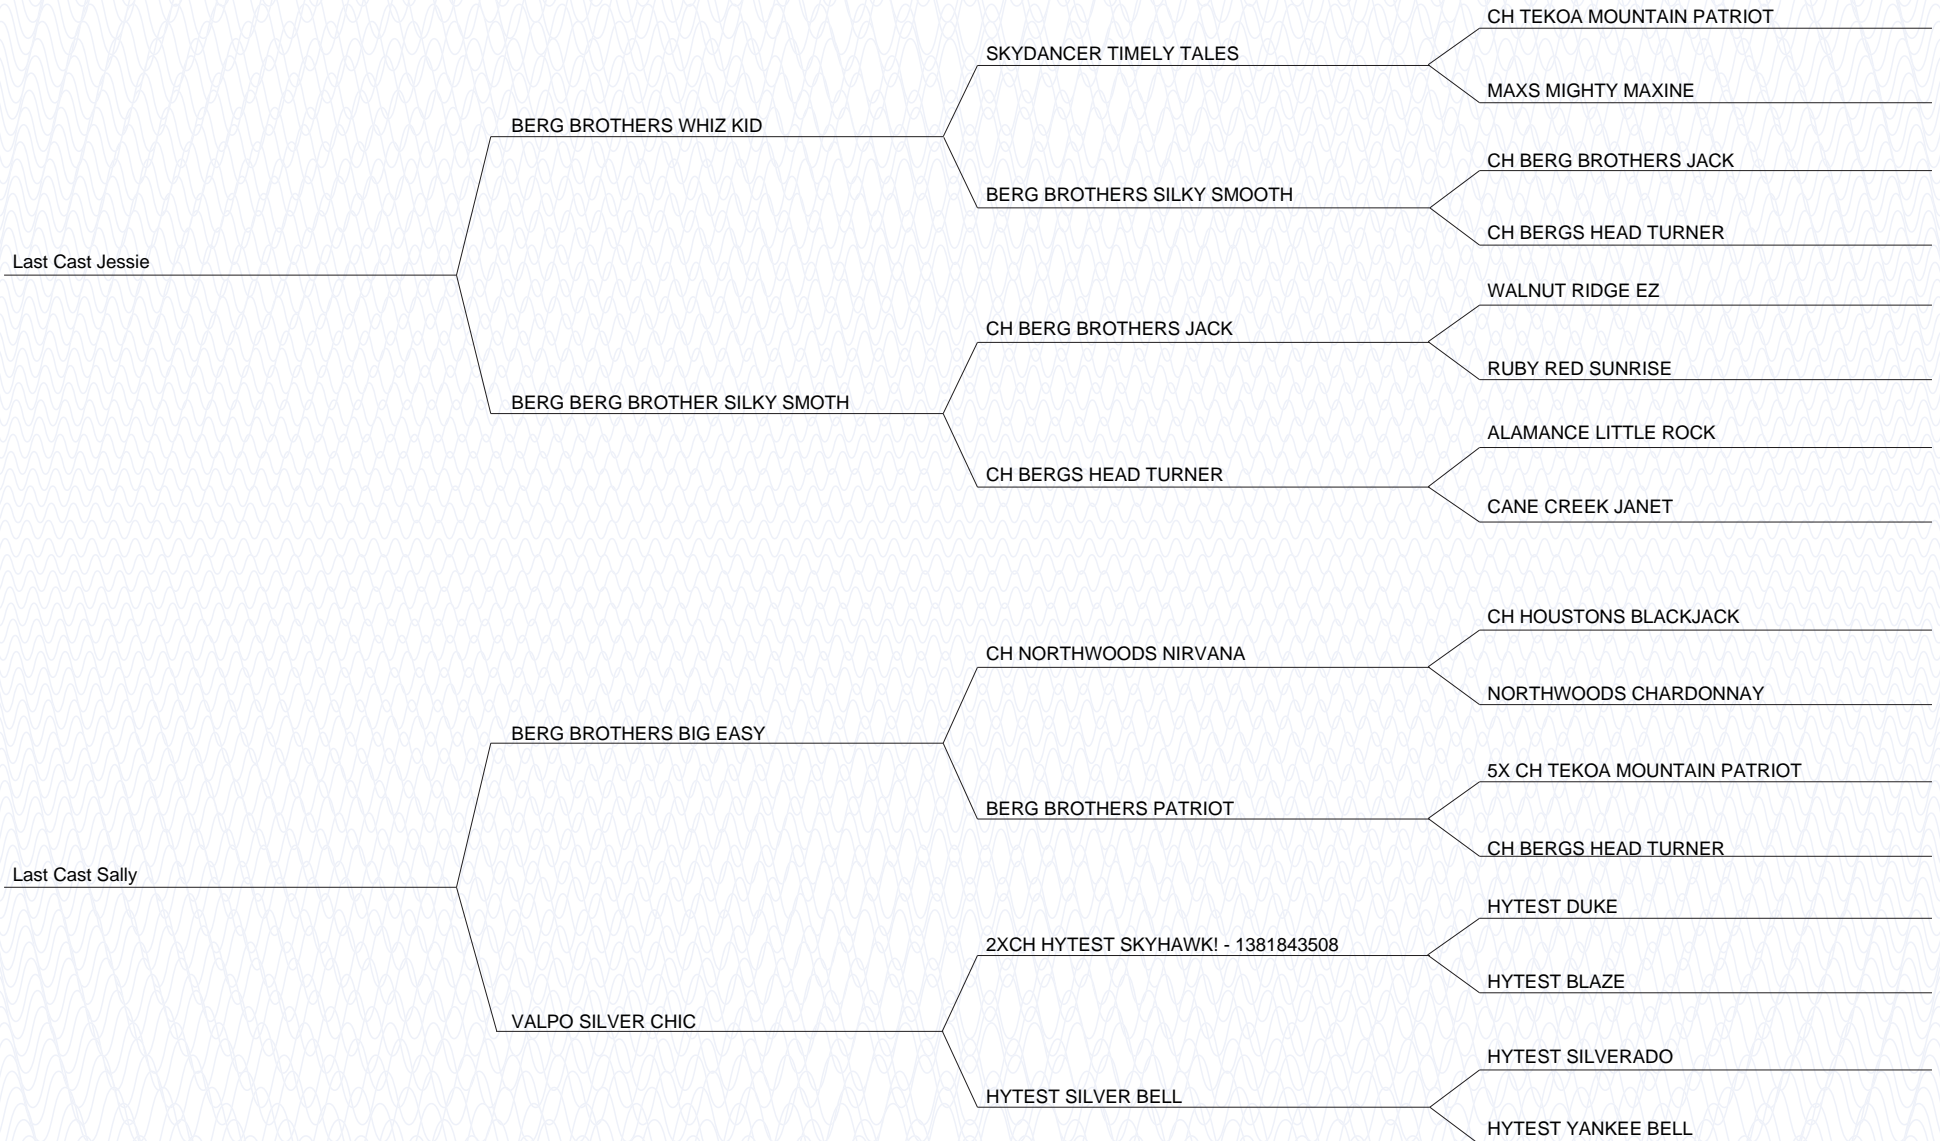 CH TEKOA MOUNTAIN PATRIOT
SKYDANCER TIMELY TALES
MAXS MIGHTY MAXINE
BERG BROTHERS WHIZ KID
CH BERG BROTHERS JACK
BERG BROTHERS SILKY SMOOTH
CH BERGS HEAD TURNER
Last Cast Jessie
WALNUT RIDGE EZ
CH BERG BROTHERS JACK
RUBY RED SUNRISE
BERG BERG BROTHER SILKY SMOTH
ALAMANCE LITTLE ROCK
CH BERGS HEAD TURNER
CANE CREEK JANET
CH HOUSTONS BLACKJACK
CH NORTHWOODS NIRVANA
NORTHWOODS CHARDONNAY
BERG BROTHERS BIG EASY
5X CH TEKOA MOUNTAIN PATRIOT
BERG BROTHERS PATRIOT
CH BERGS HEAD TURNER
Last Cast Sally
HYTEST DUKE
2XCH HYTEST SKYHAWK! - 1381843508
HYTEST BLAZE
VALPO SILVER CHIC
HYTEST SILVERADO
HYTEST SILVER BELL
HYTEST YANKEE BELL